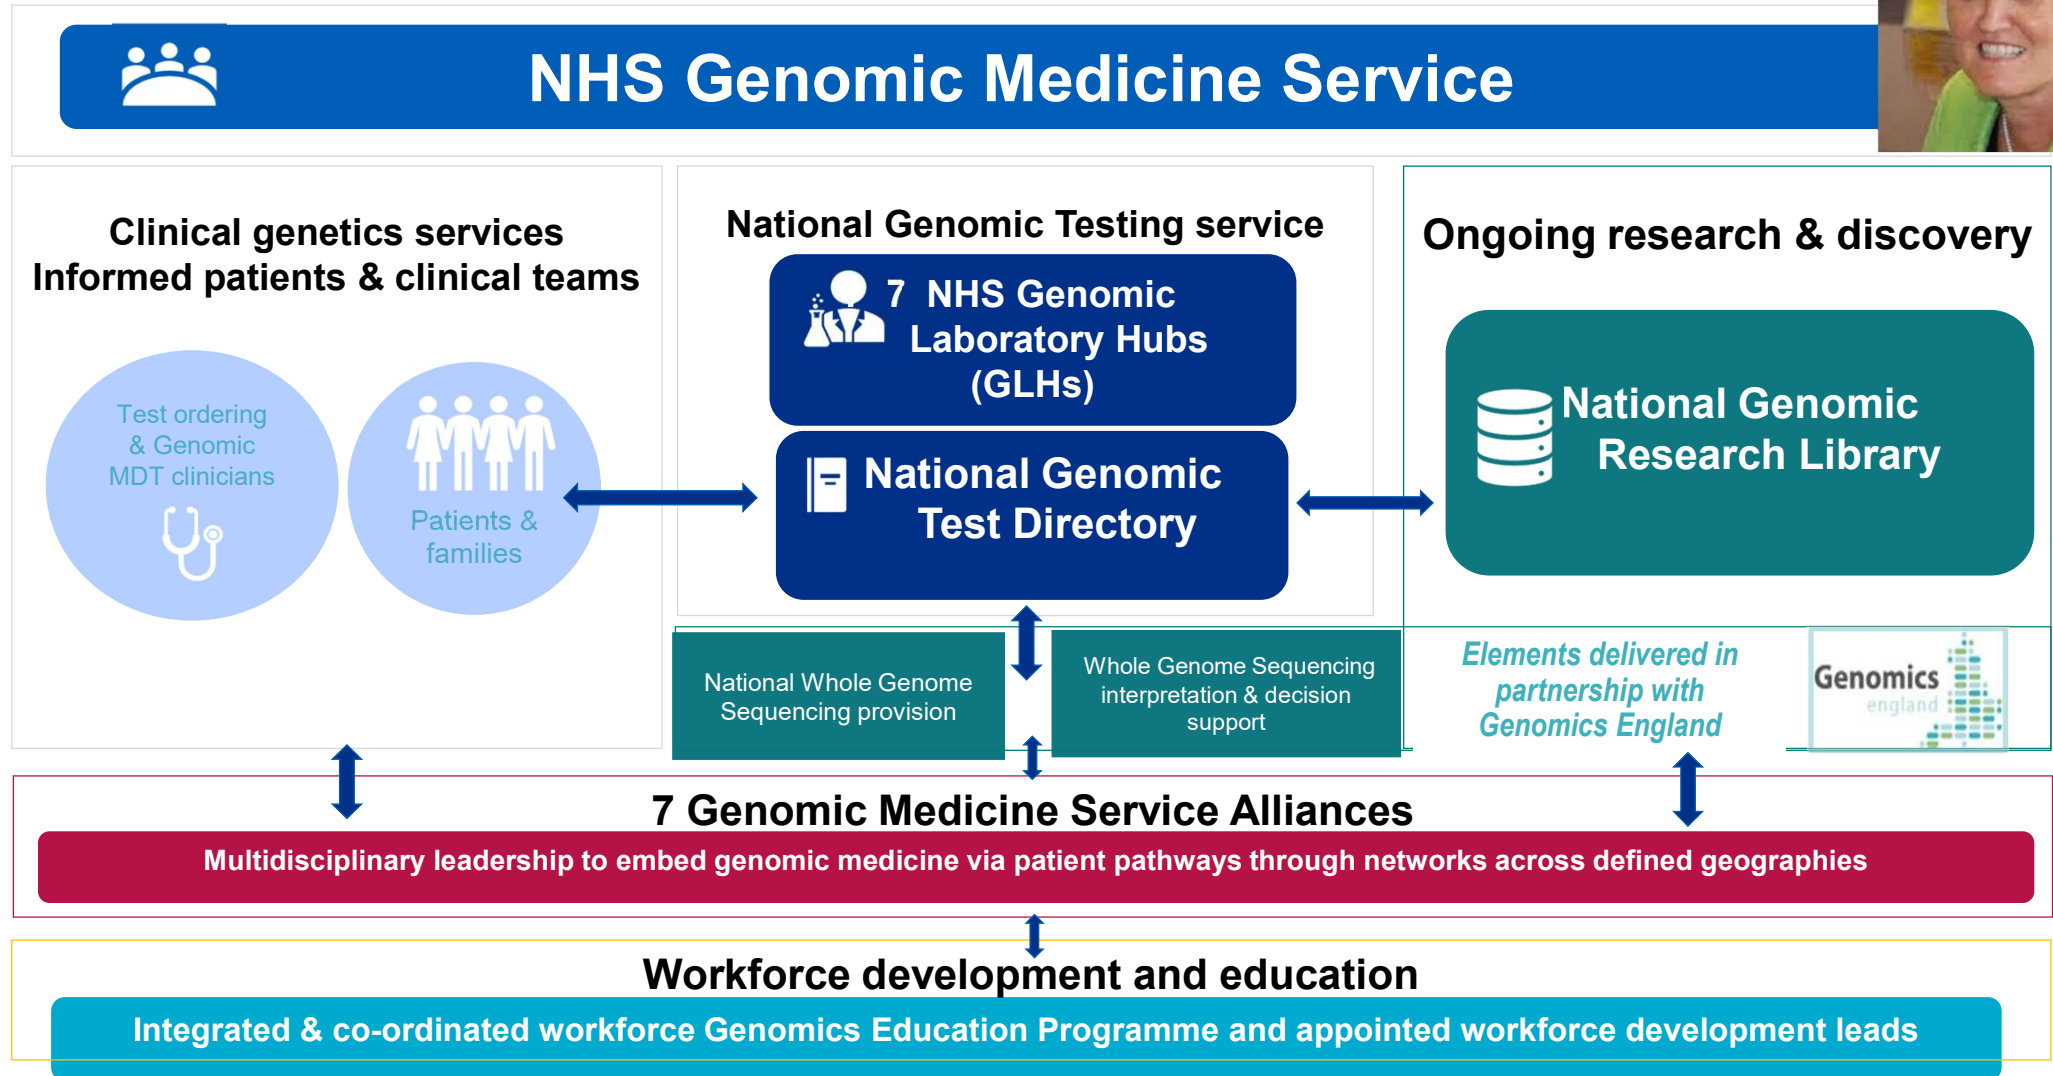 NHS Genomic Medicine Service
Clinical genetics services
Informed patients & clinical teams
Test ordering
& Genomic
MDT clinicians
Patients &
families
National Genomic Testing service
7 NHS Genomic
Laboratory Hubs
(GLHs)
National Genomic
Test Directory
Ongoing research & discovery
National Genomic
Research Library
National Whole Genome
Sequencing provision
Whole Genome Sequencing
interpretation & decision
support
Elements delivered in
partnership with
Genomics England
Genomics
england
7 Genomic Medicine Service Alliances
Multidisciplinary leadership to embed genomic medicine via patient pathways through networks across defined geographies
Workforce development and education
Integrated & co-ordinated workforce Genomics Education Programme and appointed workforce development leads